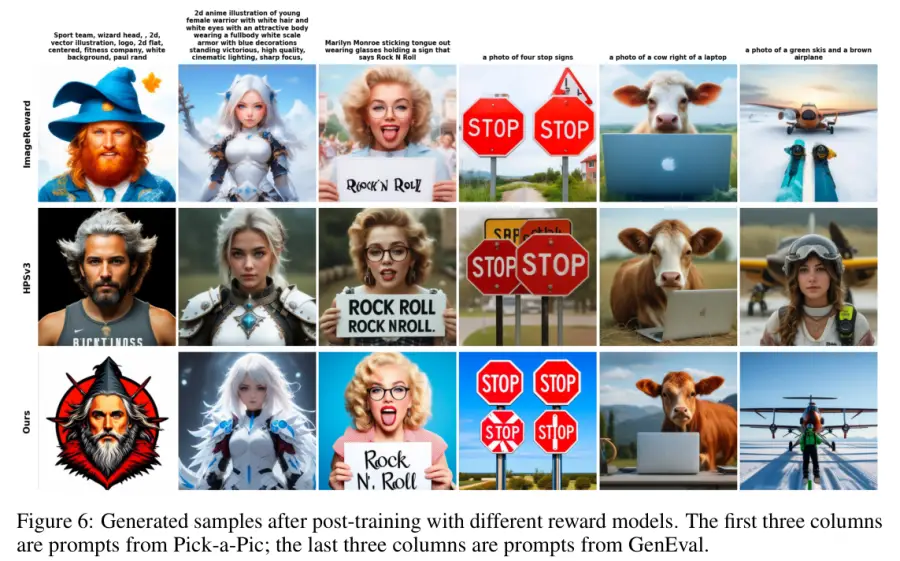 Sport team, wizard head, , 2d,
vector illustration, logo, 2d flat,
centered, fitness company, white
background, paul rand
2d anime illustration of young
female warrior with white hair and
white eyes with an attractive body
wearing a fullbody white scale
armor with blue decorations
standing victorious, high quality,
cinematic lighting, sharp focus,
Marilyn Monroe sticking tongue out
wearing glasses holding a sign that
says Rock N Roll
a photo of four stop signs
a photo of a cow right of a laptop
a photo of a green skis and a brown
airplane
ImageReward
ROCK'N ROLL
STOP
STOP
HPSv3
ROCK ROLL
ROCK NROLL.
STOP
STOP
Ours
Rock
N'. Roll
STOP
STOP
STOP
STOP
Figure 6: Generated samples after post-training with different reward models. The first three columns
are prompts from Pick-a-Pic; the last three columns are prompts from GenEval.